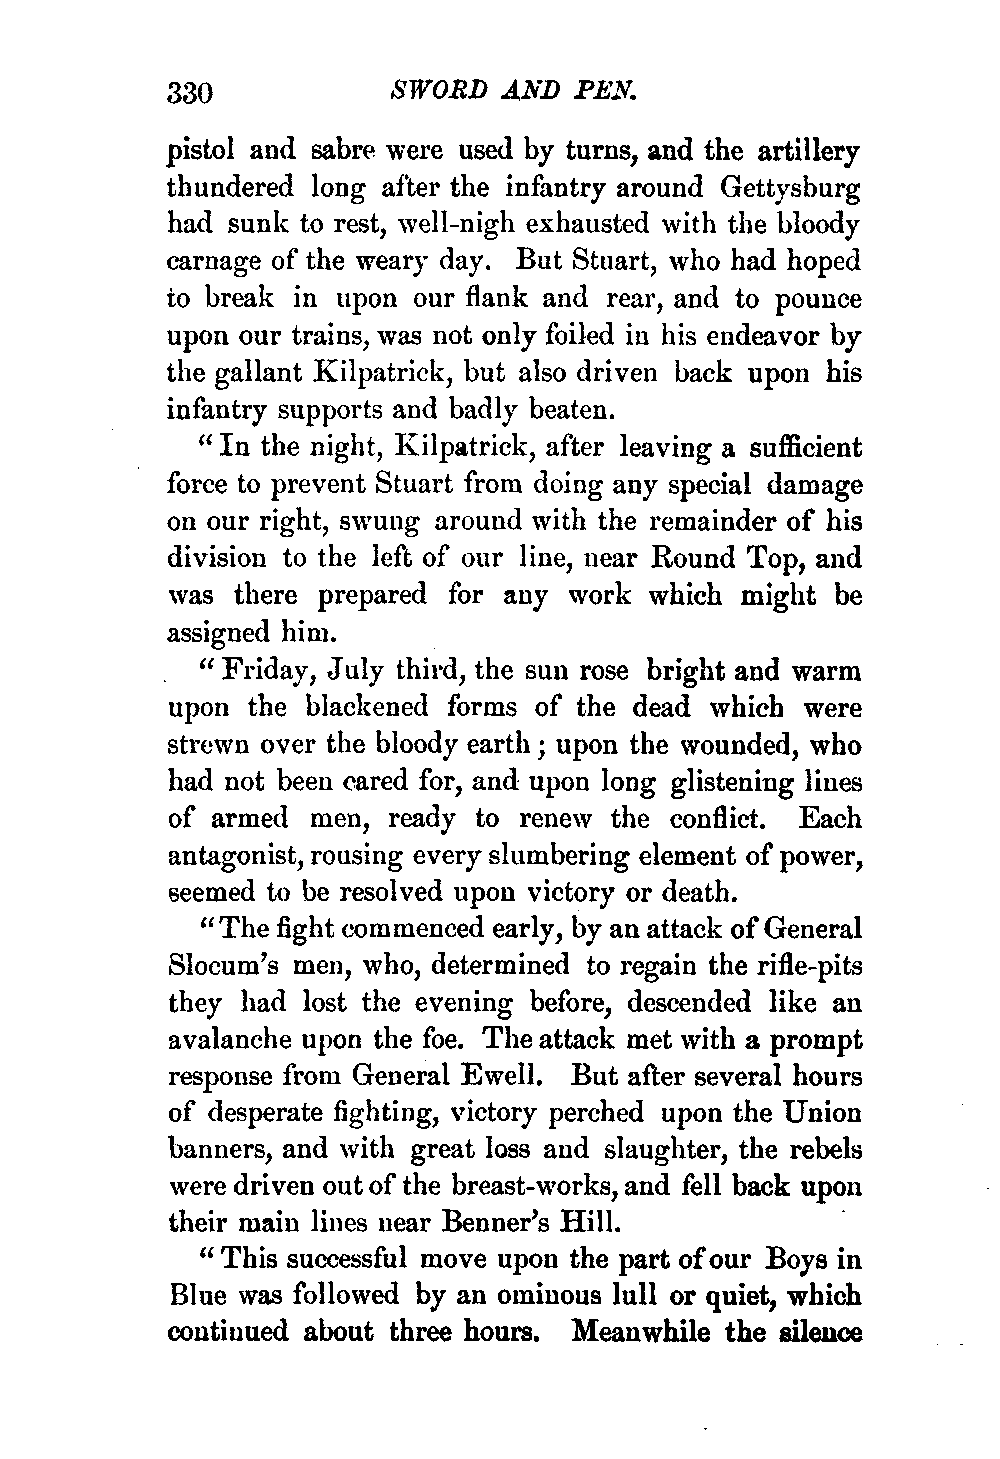 330 SWORD AND PEN.
pistol and sabre were used by turns, and the artillery
thundered long after the infantry around Gettysburg
had sunk to rest, well-nigh exhausted with the bloody
carnage of the weary day. But Stuart, who had hoped
to break in upon our flank and rear, and to pounce
upon our trains, was not only foiled in his endeavor by
the gallant Kilpatrick, but also driven back upon his
infantry supports and badly beaten.
“In the night, Kilpatrick, after leaving a sufficient
force to prevent Stuart from doing any special damage
on our right, swung around with the remainder of his
division to the left of our line, near Round Top, and
was there prepared for any work which might be
assigned him.
“Friday, July third, the sun rose bright and warm
upon the blackened forms of the dead which were
strewn over the bloody earth; upon the wounded, who
had not been cared for, and upon long glistening lines
of armed men, ready to renew the conflict. Each
antagonist, rousing every slumbering element of power,
seemed to be resolved upon victory or death.
“The fight commenced early, by an attack of General
Slocum’s men, who, determined to regain the rifle-pits
they had lost the evening before, descended like an
avalanche upon the foe. The attack met with a prompt
response from General Ewell. But after several hours
of desperate fighting, victory perched upon the Union
banners, and with great loss and slaughter, the rebels
were driven out of the breast-works, and fell back upon
their main lines near Benner’s Hill.
“This successful move upon the part of our Boys in
Blue was followed by an ominous lull or quiet, which
continued about three hours. Meanwhile the silence